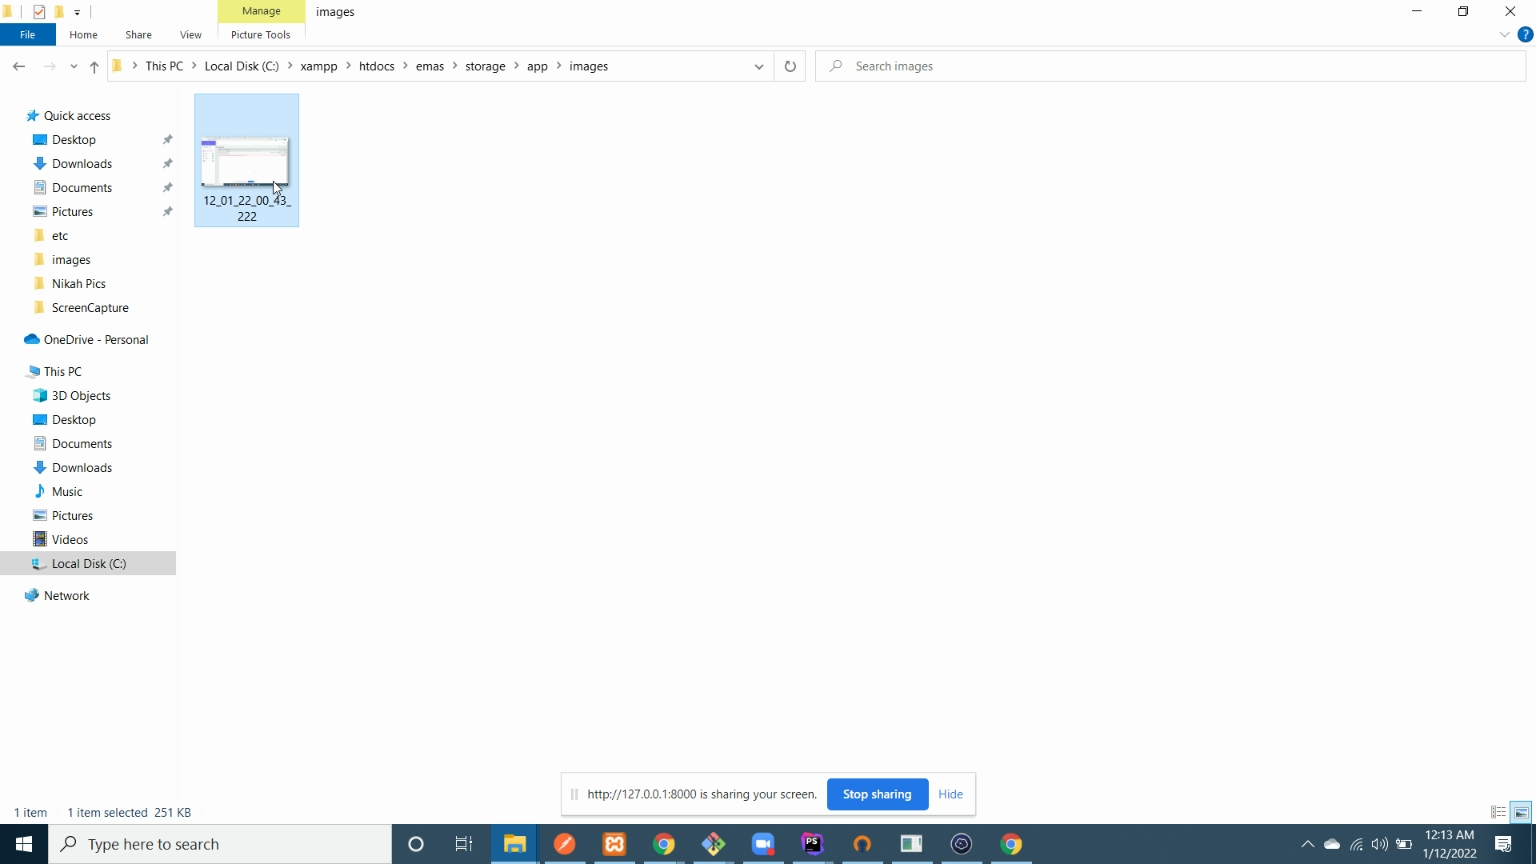 Manage
images
File
Home
Share
View
Picture Tools
?
This PC
Local Disk (C:)
xampp
htdocs
emas
storage
app
images
Search images
Quick access
Desktop
Downloads
Documents
Pictures
etc
images
Nikah Pics
ScreenCapture
OneDrive - Personal
This PC
3D Objects
Desktop
Documents
Downloads
Music
Pictures
Videos
Local Disk (C:)
Network
12_01_22_00_43_
222
http://127.0.0.1:8000 is sharing your screen.
Stop sharing
Hide
1 item
1 item selected 251 KB
Type here to search
PS
12:13 AM
1/12/2022